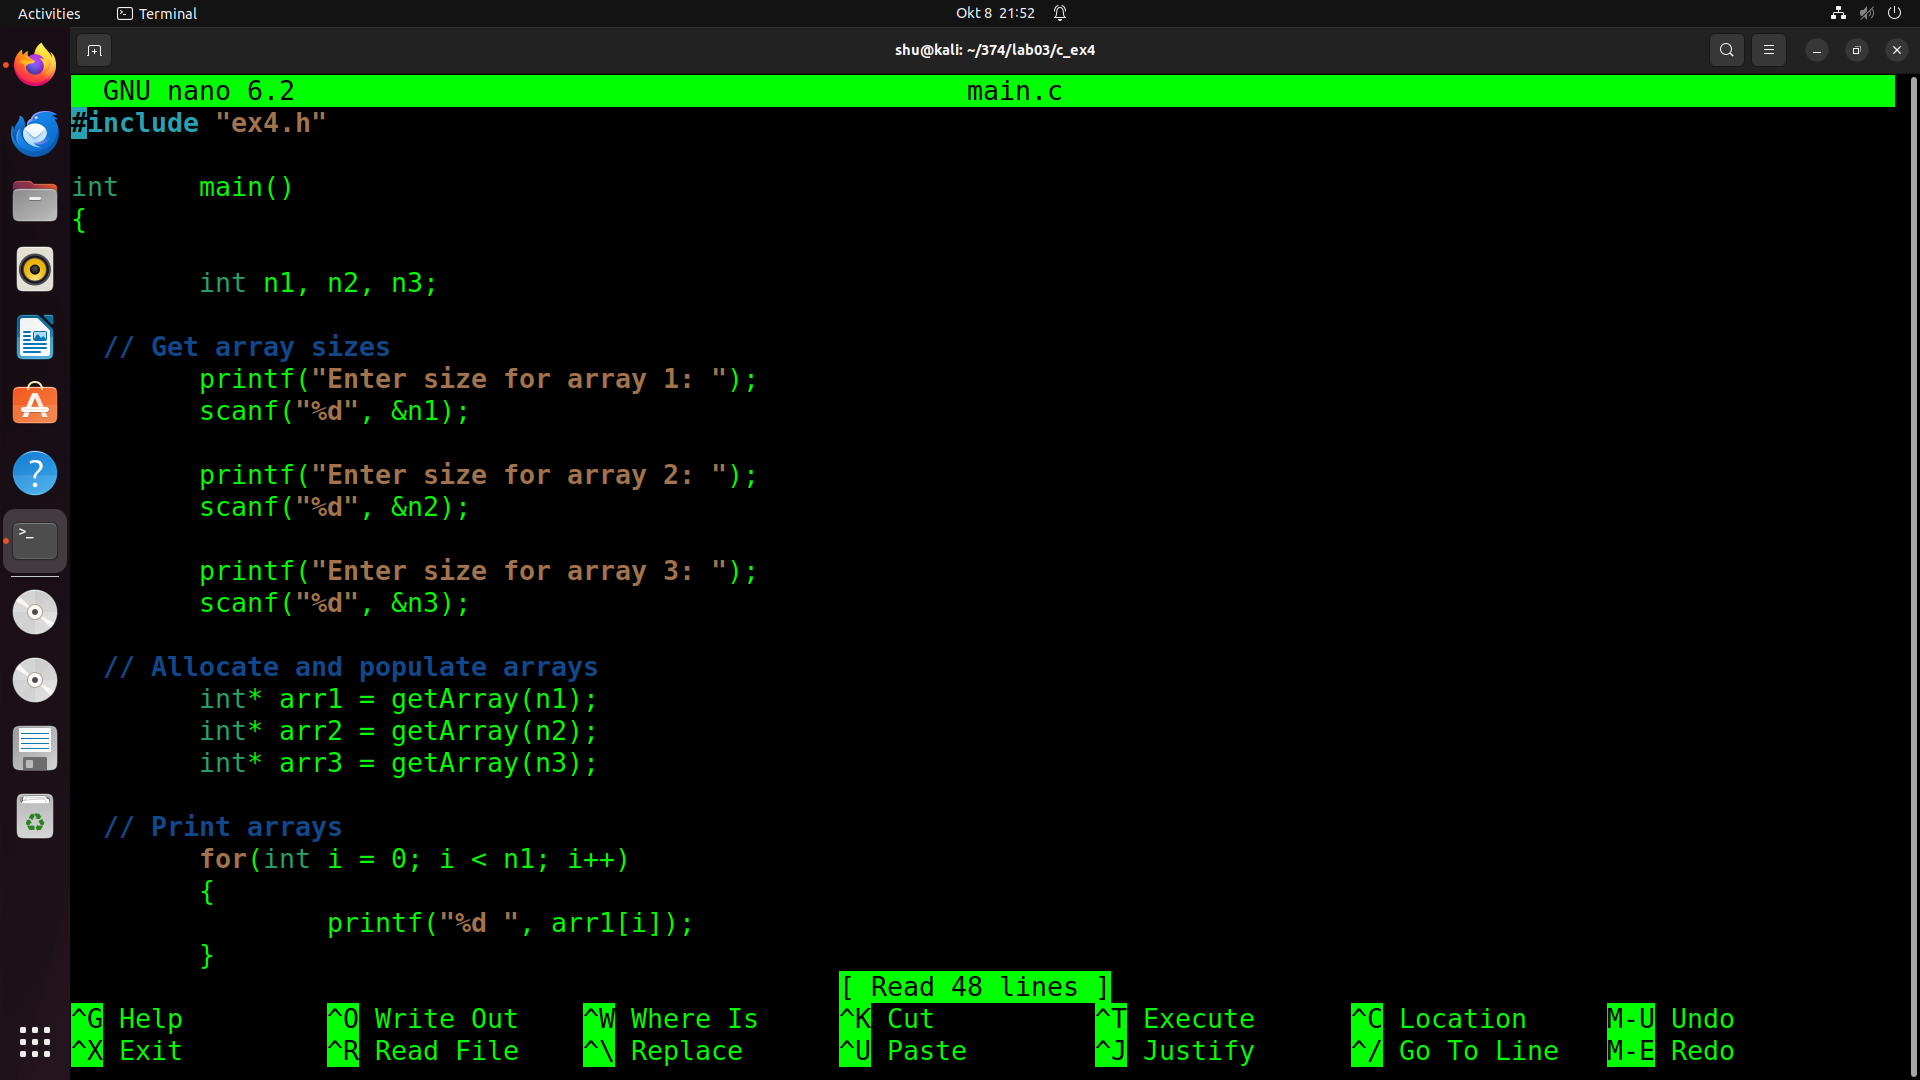 Activities Terminal Okt 8 21:52
shu@kali: ~/374/lab03/c_ex4
GNU nano 6.2 main.c
#include "ex4.h"
int main()
{
int n1, n2, n3;
// Get array sizes
printf("Enter size for array 1: ");
scanf("%d", &n1);
printf("Enter size for array 2: ");
scanf("%d", &n2);
printf("Enter size for array 3: ");
scanf("%d", &n3);
// Allocate and populate arrays
int* arr1 = getArray(n1);
int* arr2 = getArray(n2);
int* arr3 = getArray(n3);
// Print arrays
for(int i = 0; i < n1; i++)
{
printf("%d ", arr1[i]);
}
[ Read 48 lines ]
^G Help ^O Write Out ^W Where Is ^K Cut ^T Execute ^C Location M-U Undo
^X Exit ^R Read File ^\ Replace ^U Paste ^J Justify ^/ Go To Line M-E Redo